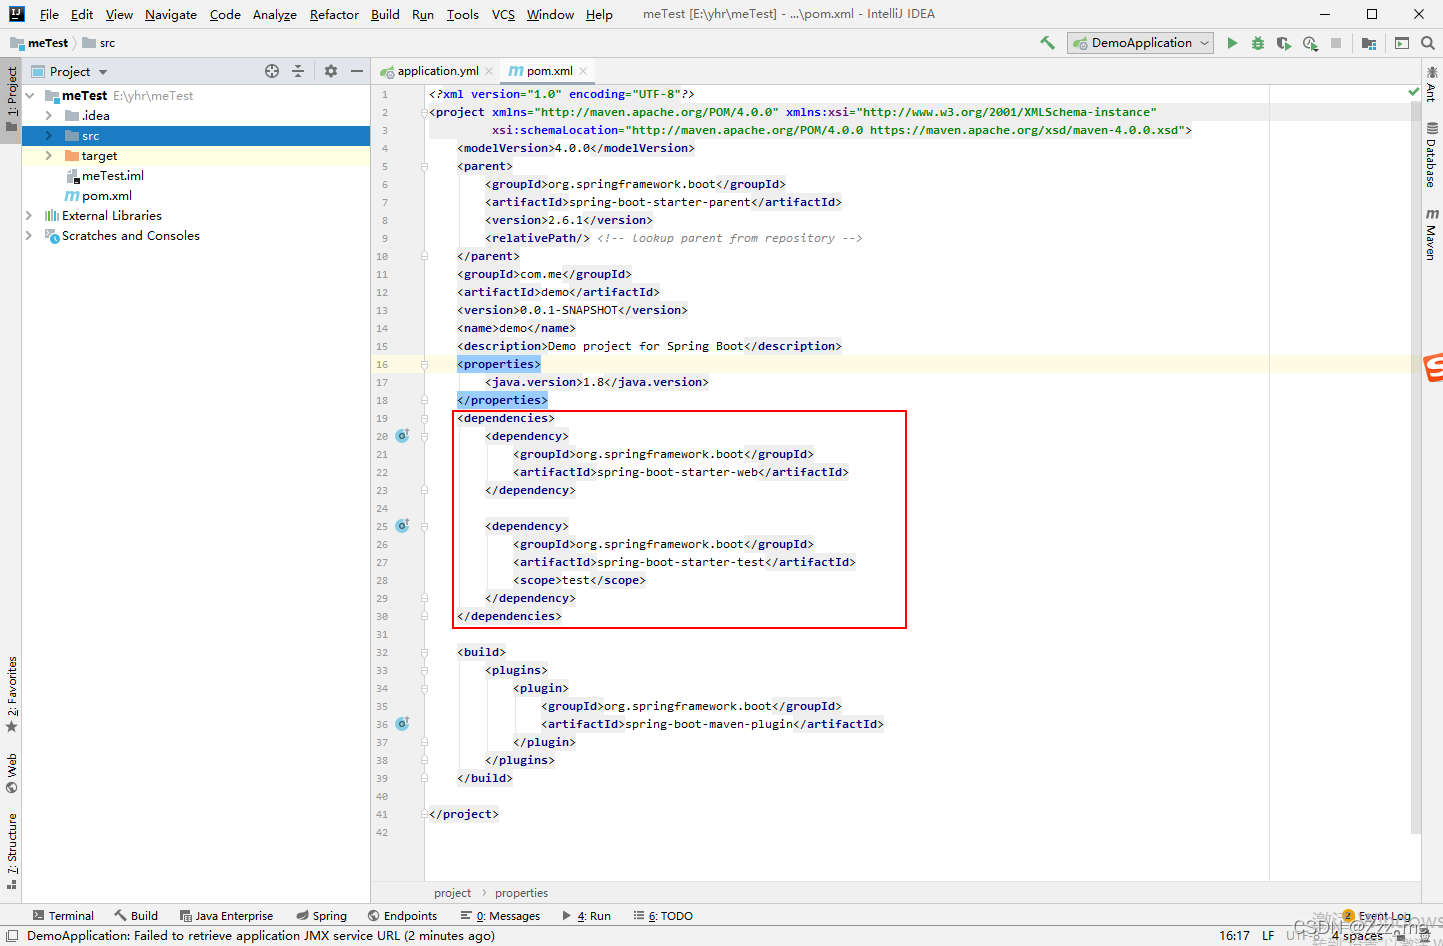 File Edit View Navigate Code Analyze Refactor Build Run Tools VCS Window Help meTest [E:\yhr\meTest] - ...\pom.xml - IntelliJ IDEA
meTest src DemoApplication
Project application.yml pom.xml
1: Project
meTest E:\yhr\meTest
.idea
src
target
meTest.iml
pom.xml
External Libraries
Scratches and Consoles
2: Favorites
Web
7: Structure
1 <?xml version="1.0" encoding="UTF-8"?>
2 <project xmlns="http://maven.apache.org/POM/4.0.0" xmlns:xsi="http://www.w3.org/2001/XMLSchema-instance"
3 xsi:schemaLocation="http://maven.apache.org/POM/4.0.0 https://maven.apache.org/xsd/maven-4.0.0.xsd">
4 <modelVersion>4.0.0</modelVersion>
5 <parent>
6 <groupId>org.springframework.boot</groupId>
7 <artifactId>spring-boot-starter-parent</artifactId>
8 <version>2.6.1</version>
9 <relativePath/> <!-- lookup parent from repository -->
10 </parent>
11 <groupId>com.me</groupId>
12 <artifactId>demo</artifactId>
13 <version>0.0.1-SNAPSHOT</version>
14 <name>demo</name>
15 <description>Demo project for Spring Boot</description>
16 <properties>
17 <java.version>1.8</java.version>
18 </properties>
19 <dependencies>
20 <dependency>
21 <groupId>org.springframework.boot</groupId>
22 <artifactId>spring-boot-starter-web</artifactId>
23 </dependency>
24
25 <dependency>
26 <groupId>org.springframework.boot</groupId>
27 <artifactId>spring-boot-starter-test</artifactId>
28 <scope>test</scope>
29 </dependency>
30 </dependencies>
31
32 <build>
33 <plugins>
34 <plugin>
35 <groupId>org.springframework.boot</groupId>
36 <artifactId>spring-boot-maven-plugin</artifactId>
37 </plugin>
38 </plugins>
39 </build>
40
41 </project>
42
Ant
Database
Maven
project properties
Terminal Build Java Enterprise Spring Endpoints 0: Messages 4: Run 6: TODO 2 Event Log
DemoApplication: Failed to retrieve application JMX service URL (2 minutes ago) 16:17 LF UTF-8 4 spaces